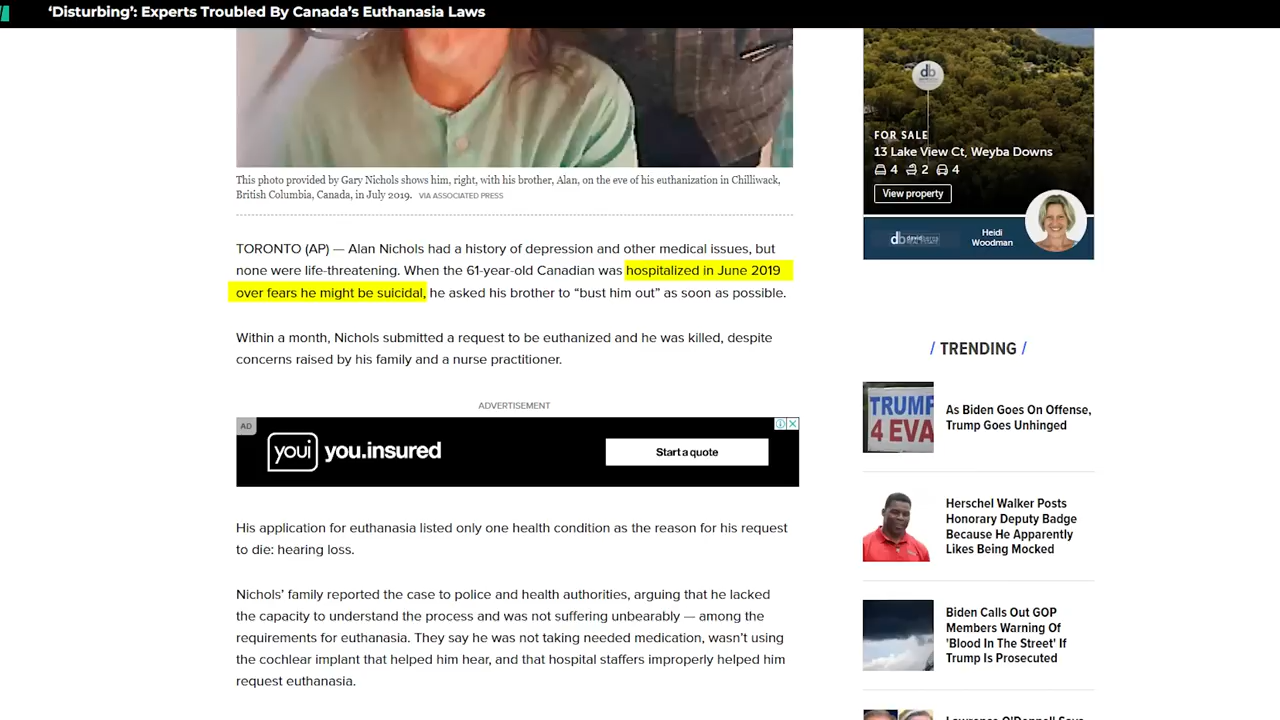 ‘Disturbing’: Experts Troubled By Canada’s Euthanasia Laws
This photo provided by Gary Nichols shows him, right, with his brother, Alan, on the eve of his euthanization in Chilliwack,
British Columbia, Canada, in July 2019. VIA ASSOCIATED PRESS
TORONTO (AP) — Alan Nichols had a history of depression and other medical issues, but
none were life-threatening. When the 61-year-old Canadian was hospitalized in June 2019
over fears he might be suicidal, he asked his brother to “bust him out” as soon as possible.
Within a month, Nichols submitted a request to be euthanized and he was killed, despite
concerns raised by his family and a nurse practitioner.
ADVERTISEMENT
AD
youi you.insured
Start a quote
His application for euthanasia listed only one health condition as the reason for his request
to die: hearing loss.
Nichols’ family reported the case to police and health authorities, arguing that he lacked
the capacity to understand the process and was not suffering unbearably — among the
requirements for euthanasia. They say he was not taking needed medication, wasn’t using
the cochlear implant that helped him hear, and that hospital staffers improperly helped him
request euthanasia.
db
FOR SALE
13 Lake View Ct, Weyba Downs
4 2 4
View property
db
Heidi
Woodman
/ TRENDING /
TRUMP
4 EVA
As Biden Goes On Offense,
Trump Goes Unhinged
Herschel Walker Posts
Honorary Deputy Badge
Because He Apparently
Likes Being Mocked
Biden Calls Out GOP
Members Warning Of
'Blood In The Street' If
Trump Is Prosecuted